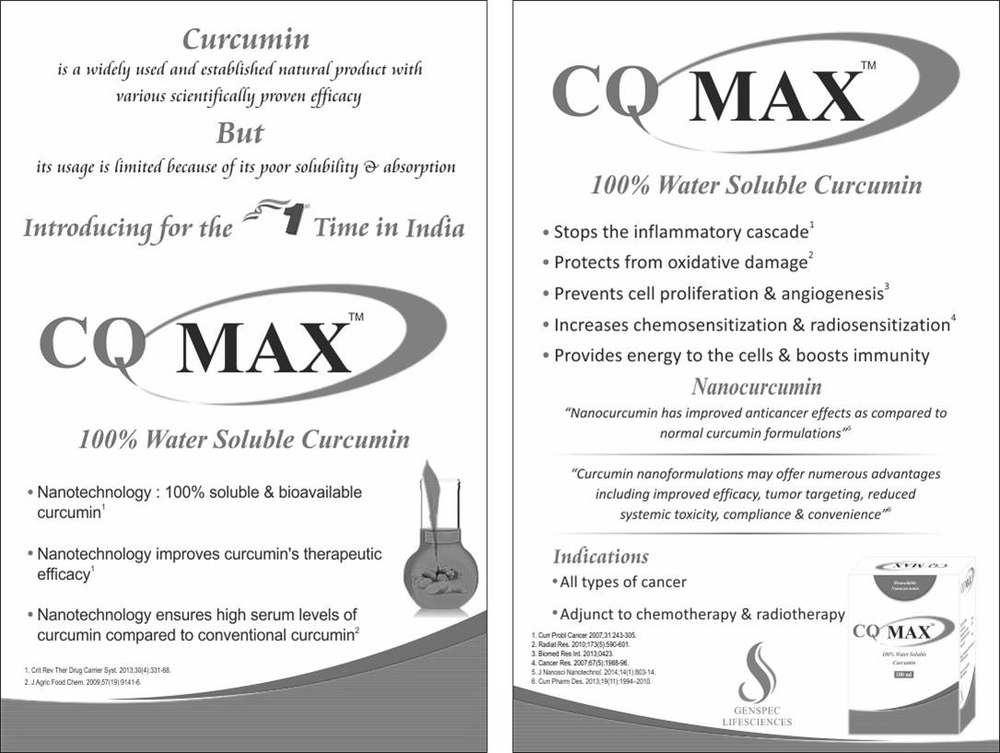 Curcumin
is a widely used and established natural product with
various scientifically proven efficacy
But
its usage is limited because of its poor solubility & absorption
Introducing for the 1st Time in India
CQ MAX™
100% Water Soluble Curcumin
• Nanotechnology : 100% soluble & bioavailable
curcumin1
• Nanotechnology improves curcumin's therapeutic
efficacy1
• Nanotechnology ensures high serum levels of
curcumin compared to conventional curcumin2
1. Crit Rev Ther Drug Carrier Syst. 2013;30(4):331-68.
2. J Agric Food Chem. 2009;57(19):9141-6.
CQ MAX™
100% Water Soluble Curcumin
• Stops the inflammatory cascade1
• Protects from oxidative damage2
• Prevents cell proliferation & angiogenesis3
• Increases chemosensitization & radiosensitization4
• Provides energy to the cells & boosts immunity
Nanocurcumin
“Nanocurcumin has improved anticancer effects as compared to
normal curcumin formulations”5
“Curcumin nanoformulations may offer numerous advantages
including improved efficacy, tumor targeting, reduced
systemic toxicity, compliance & convenience”6
Indications
• All types of cancer
• Adjunct to chemotherapy & radiotherapy
1. Curr Probl Cancer 2007;31:243-305.
2. Radiat Res. 2010;173(5):590-601.
3. Biomed Res Int. 2013;0423.
4. Cancer Res. 2007;67(5):1988-96.
5. J Nanosci Nanotechnol. 2014;14(1):803-14.
6. Curr Pharm Des. 2013;19(11):1994-2010.
GENSPEC
LIFESCIENCES
CQ MAX
Bioavailable
Nanocurcumin
CQ MAX™
100% Water Soluble
Curcumin
100 ml
CQ MAX